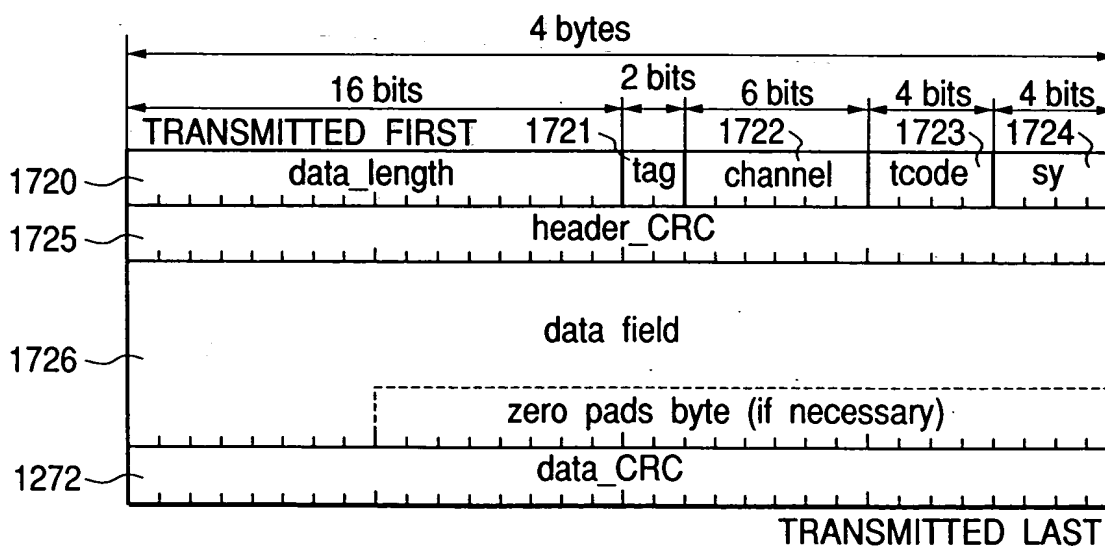 4 bytes
16 bits 2 bits 6 bits 4 bits 4 bits
TRANSMITTED FIRST 1721 1722 1723 1724
1720 data_length tag channel tcode sy
1725 header_CRC
1726 data field
zero pads byte (if necessary)
1272 data_CRC
TRANSMITTED LAST